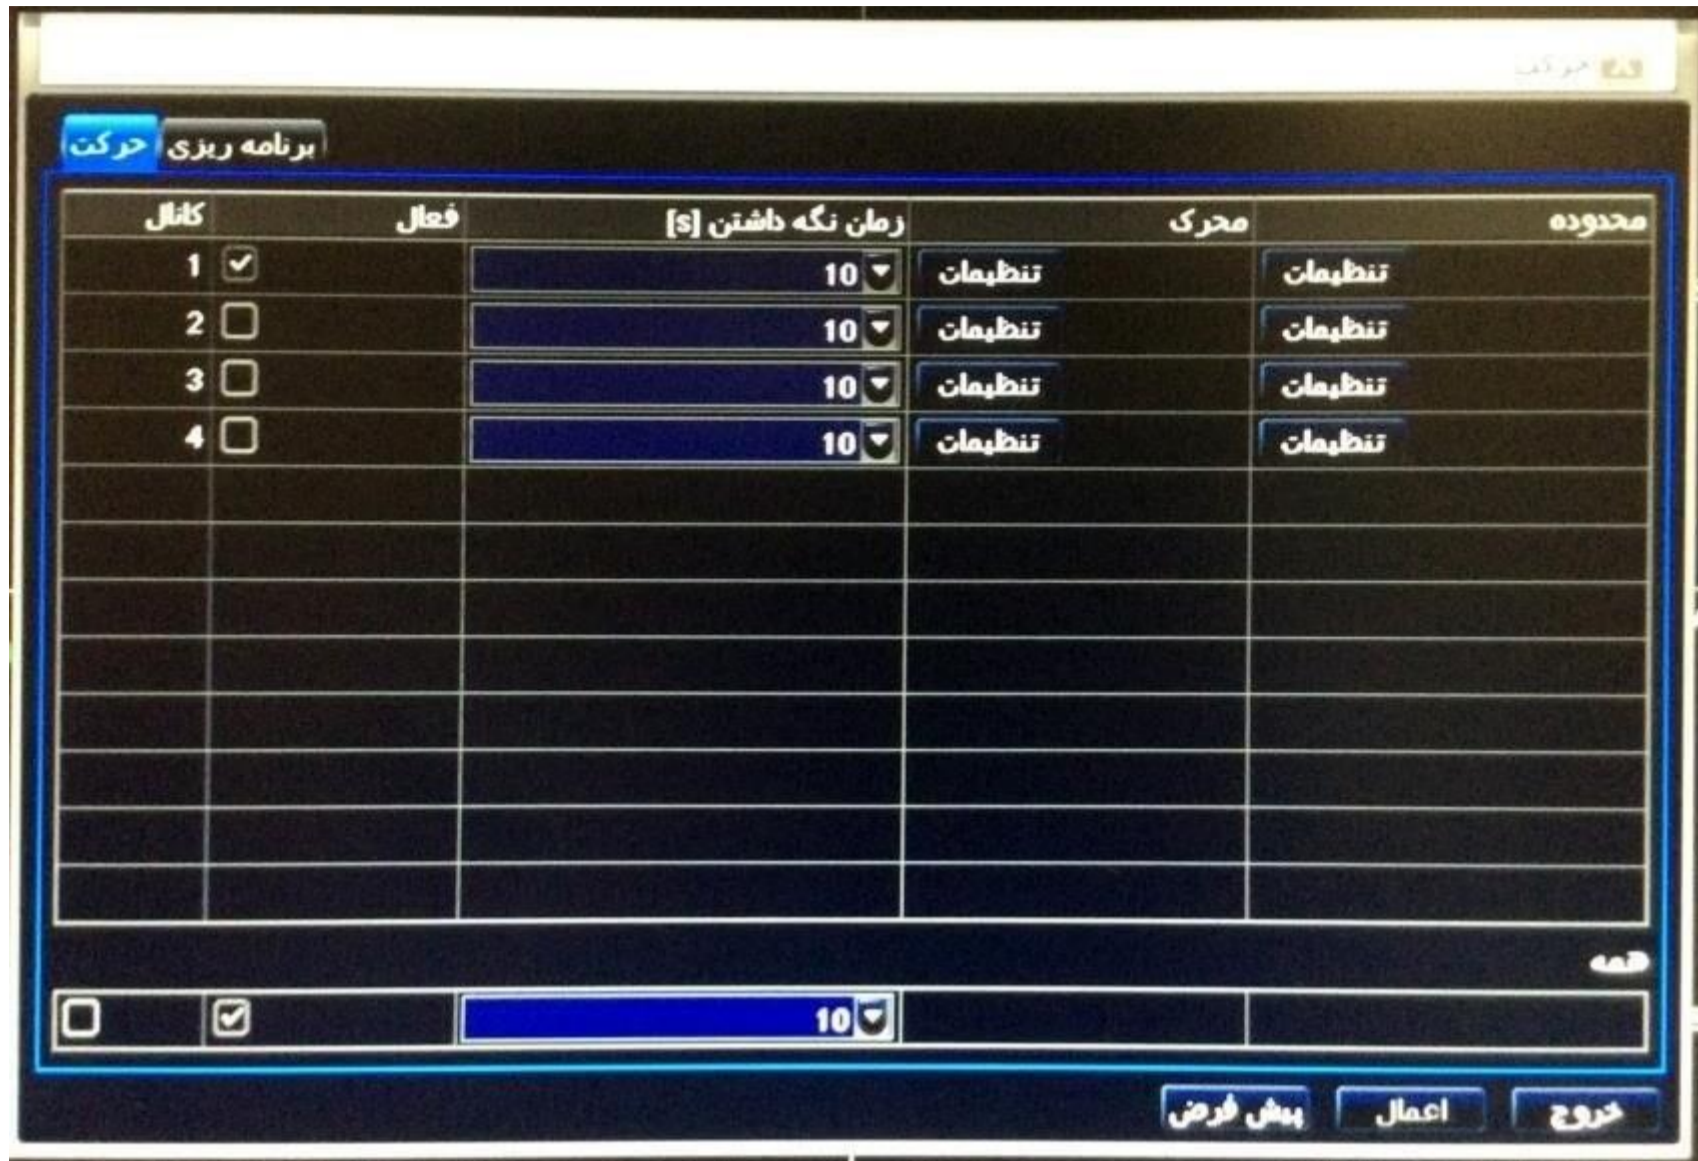 حرکت
حرکت برنامه ریزی
کانال فعال زمان نگه داشتن [s] محرک محدوده
1 10 تنظیمات تنظیمات
2 10 تنظیمات تنظیمات
3 10 تنظیمات تنظیمات
4 10 تنظیمات تنظیمات
همه
10
خروج اعمال پیش فرض